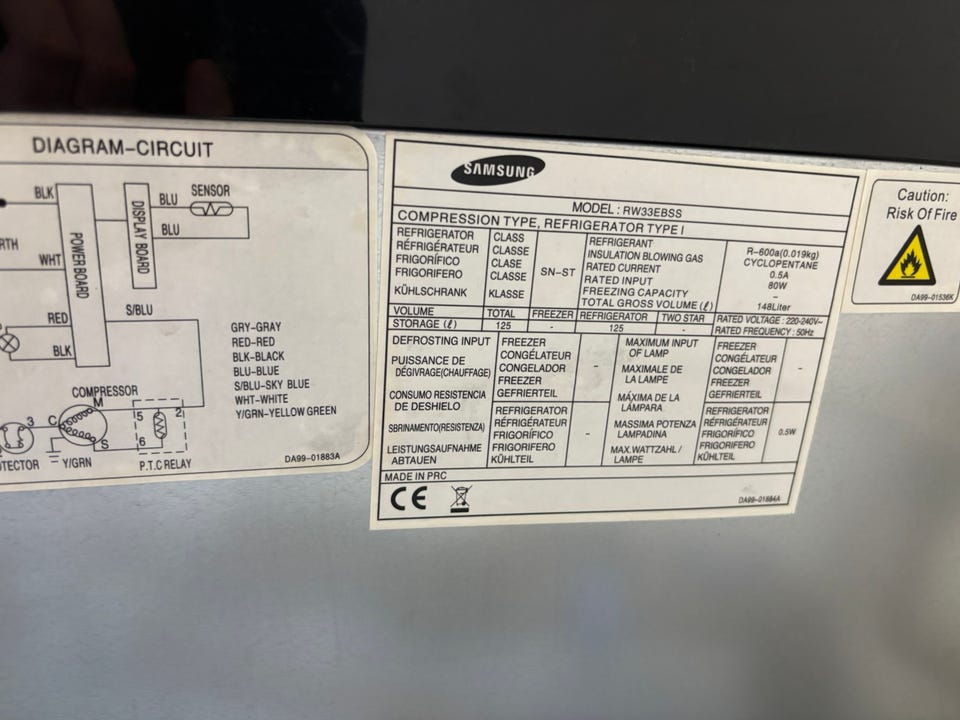 DIAGRAM-CIRCUIT
BLK
BLU
SENSOR
BLU
DISPLAY BOARD
POWER BOARD
WHT
S/BLU
RED
BLK
GRY-GRAY
RED-RED
BLK-BLACK
BLU-BLUE
S/BLU-SKY BLUE
WHT-WHITE
Y/GRN-YELLOW GREEN
COMPRESSOR
M
3 C
5 2
S
6
Y/GRN
P.T.C RELAY
DA99-01883A
SAMSUNG
MODEL : RW33EBSS
COMPRESSION TYPE, REFRIGERATOR TYPE I
REFRIGERATOR CLASS
RÉFRIGÉRATEUR CLASSE
FRIGORÍFICO CLASE
FRIGORIFERO CLASSE
KÜHLSCHRANK KLASSE
SN-ST
REFRIGERANT R-600a(0.019kg)
INSULATION BLOWING GAS CYCLOPENTANE
RATED CURRENT 0.5A
RATED INPUT 80W
FREEZING CAPACITY -
TOTAL GROSS VOLUME (ℓ) 148Liter
VOLUME TOTAL FREEZER REFRIGERATOR TWO STAR RATED VOLTAGE : 220-240V~
STORAGE (ℓ) 125 - 125 - RATED FREQUENCY : 50Hz
DEFROSTING INPUT
PUISSANCE DE
DÉGIVRAGE(CHAUFFAGE)
CONSUMO RESISTENCIA
DE DESHIELO
SBRINAMENTO(RESISTENZA)
LEISTUNGSAUFNAHME
ABTAUEN
FREEZER
CONGÉLATEUR
CONGELADOR
FREEZER
GEFRIERTEIL
-
REFRIGERATOR
RÉFRIGÉRATEUR
FRIGORÍFICO
FRIGORIFERO
KÜHLTEIL
-
MAXIMUM INPUT
OF LAMP
MAXIMALE DE
LA LAMPE
MÁXIMA DE LA
LÁMPARA
MASSIMA POTENZA
LAMPADINA
MAX.WATTZAHL /
LAMPE
FREEZER
CONGÉLATEUR
CONGELADOR
FREEZER
GEFRIERTEIL
-
REFRIGERATOR
RÉFRIGÉRATEUR
FRIGORÍFICO
FRIGORIFERO
KÜHLTEIL
0.5W
MADE IN PRC
CE
DA99-01884A
Caution:
Risk Of Fire
DA99-01536K